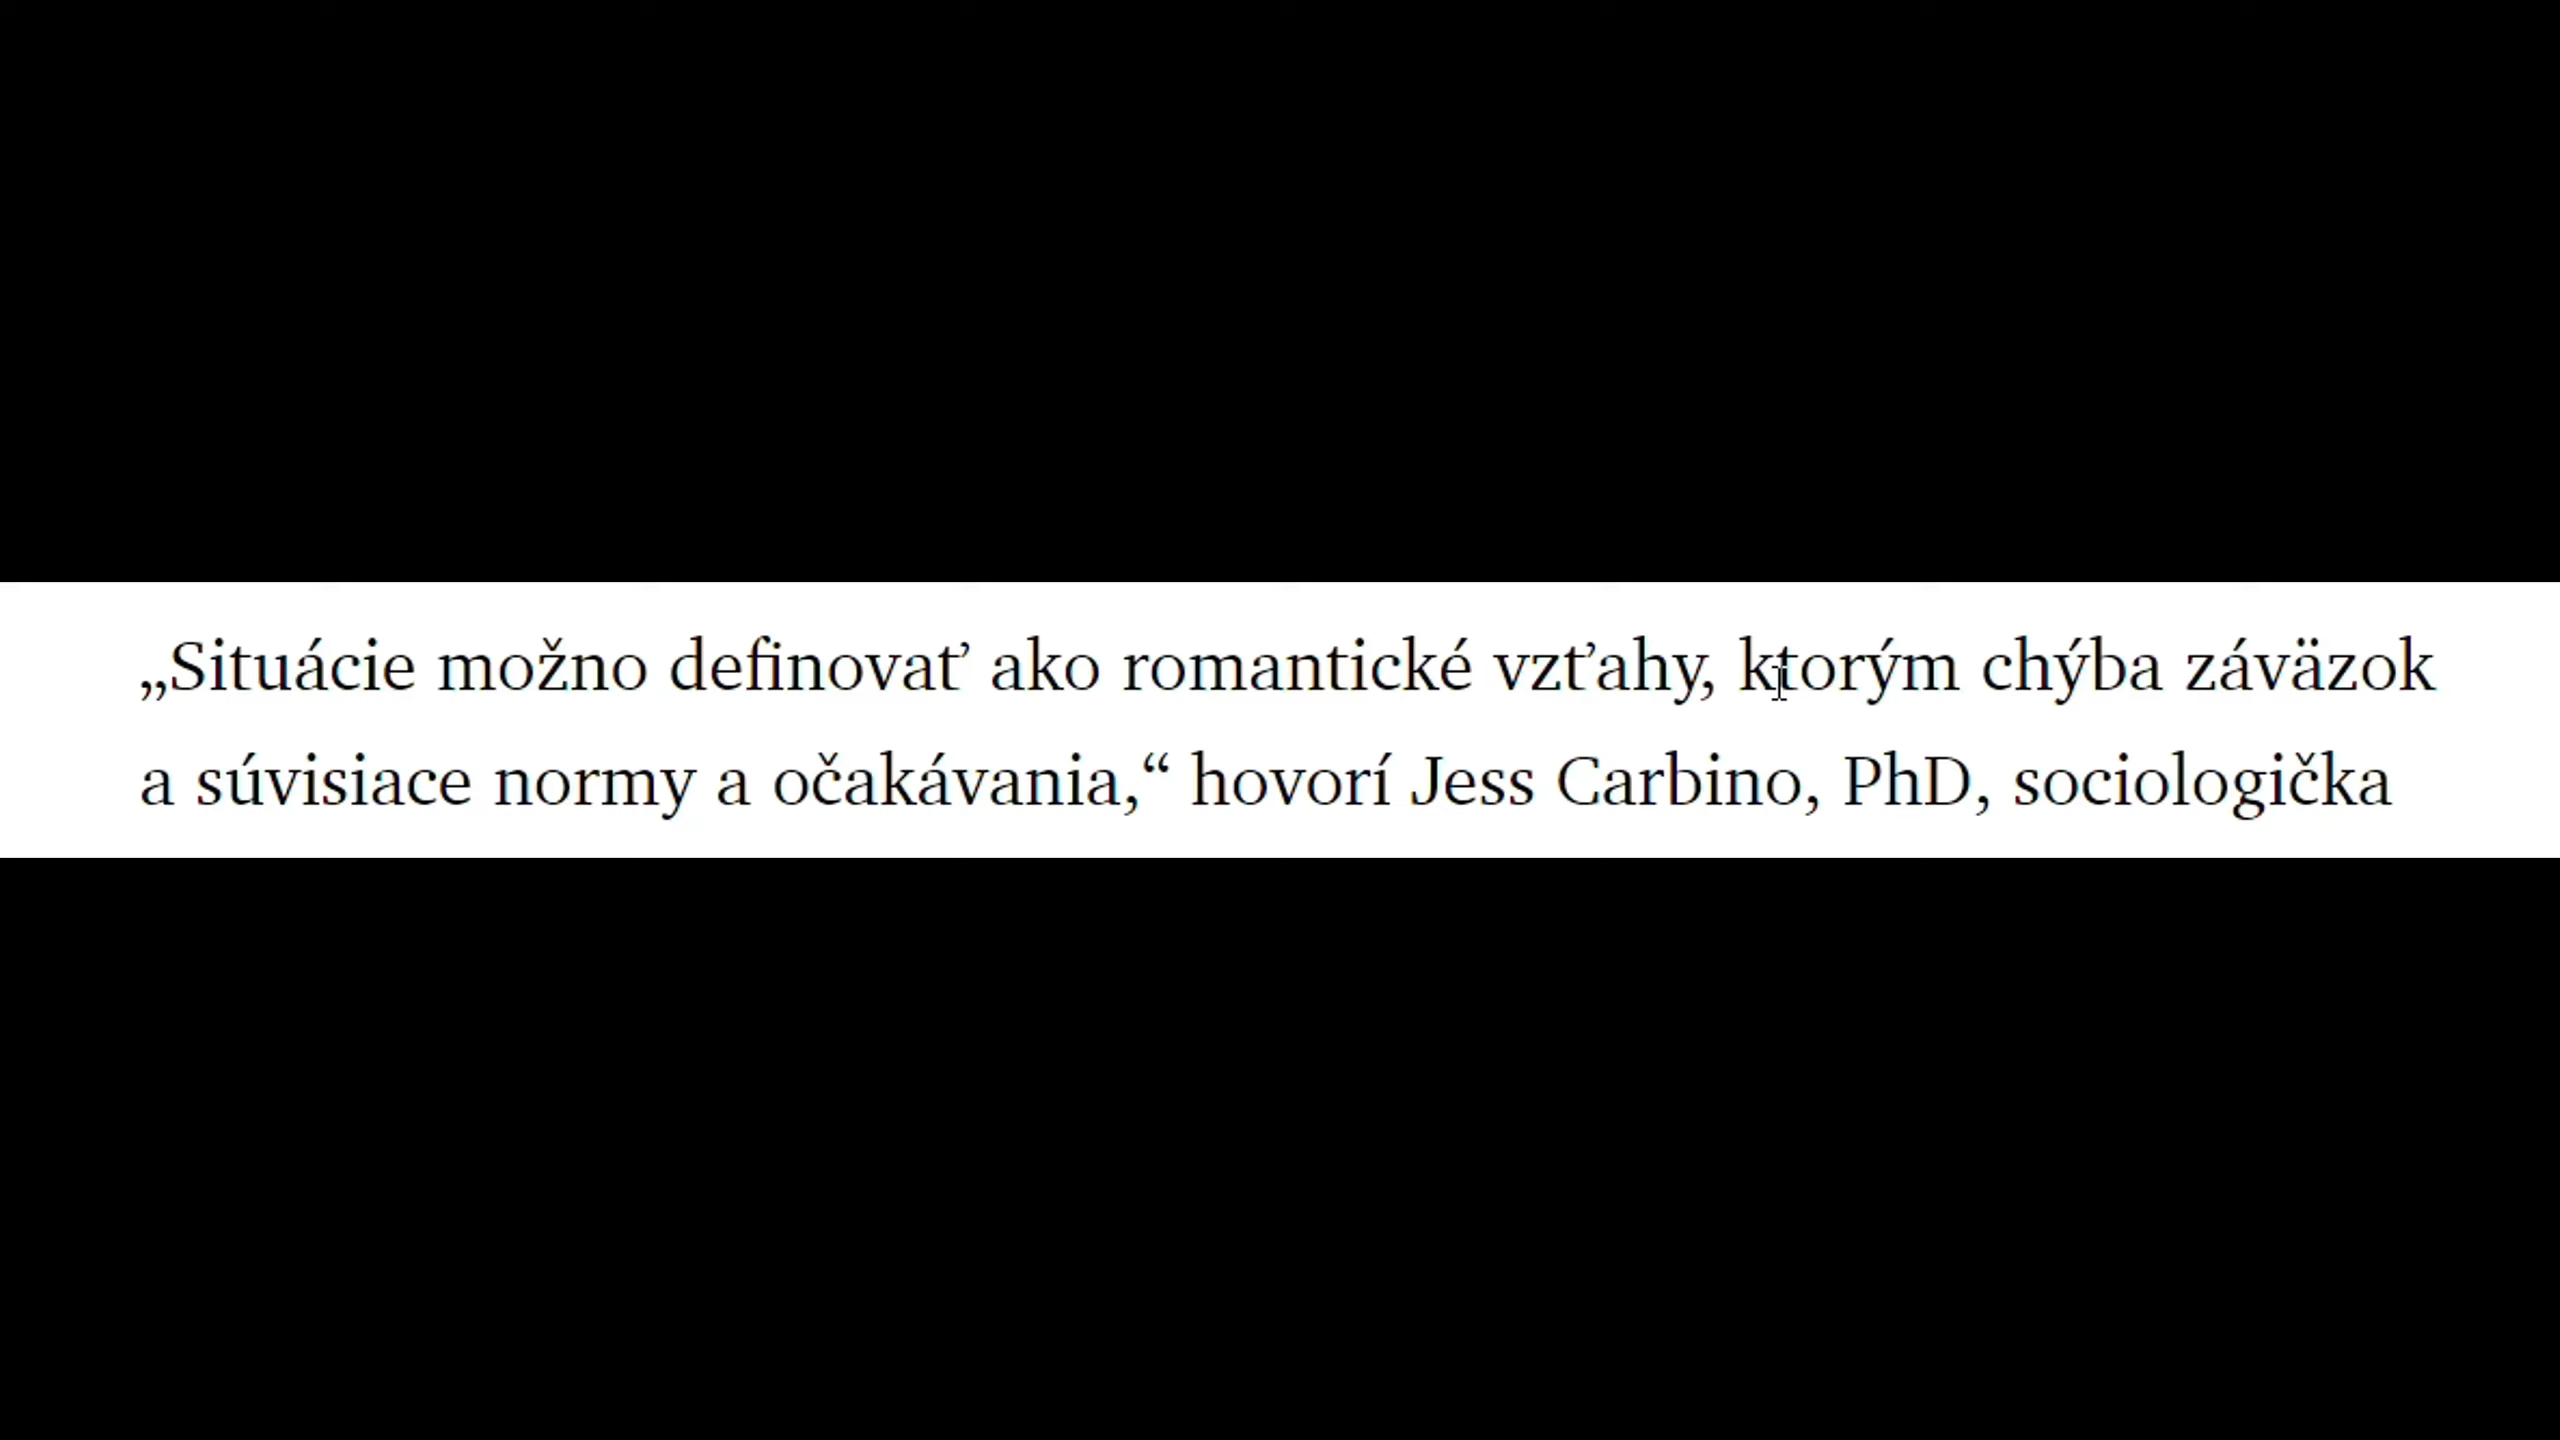 „Situácie možno definovať ako romantické vzťahy, ktorým chýba záväzok
a súvisiace normy a očakávania,“ hovorí Jess Carbino, PhD, sociologička